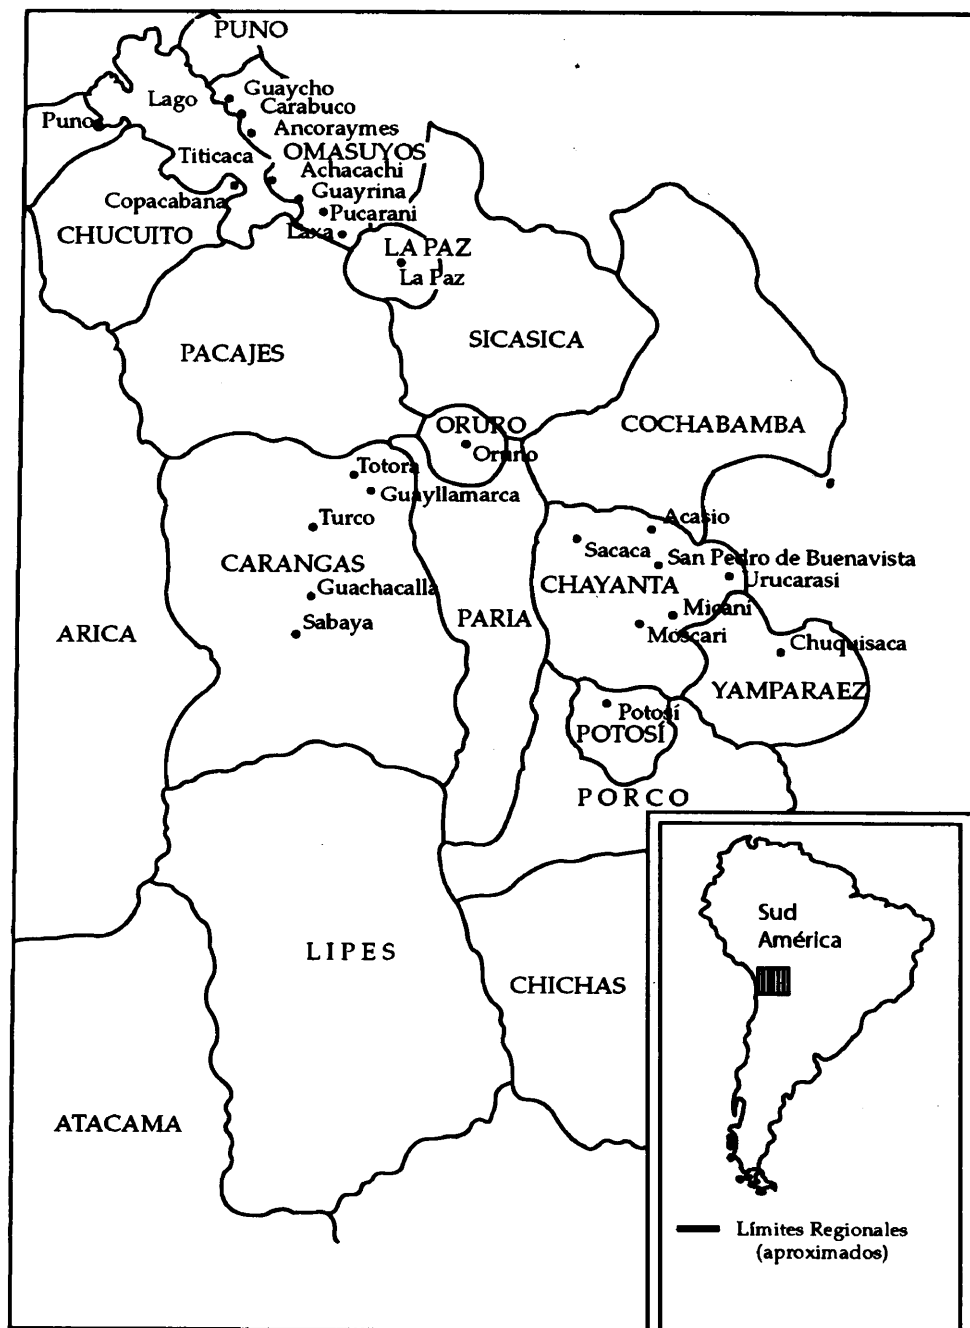 PUNO
Guaycho
Lago
Carabuco
Puno
Ancoraymes
Titicaca
OMASUYOS
Achacachi
Copacabana
Guayrina
Pucarani
CHUCUITO
Laxa
LA PAZ
La Paz
PACAJES
SICASICA
ORURO
COCHABAMBA
Oruro
Totora
Guayllamarca
Turco
Acasio
Sacaca
San Pedro de Buenavista
CARANGAS
CHAYANTA
Urucarasi
Guachacalla
Micaní
Sabaya
PARIA
ARICA
Moscari
Chuquisaca
YAMPARAEZ
Potosí
POTOSÍ
PORCO
Sud
América
LIPES
CHICHAS
ATACAMA
Límites Regionales
(aproximados)